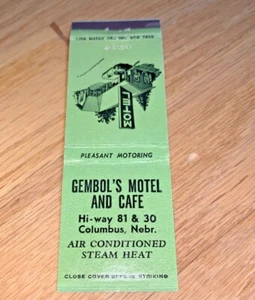 MOTEL
PLEASANT MOTORING
GEMBOL'S MOTEL
AND CAFE
Hi-way 81 & 30
Columbus, Nebr.
AIR CONDITIONED
STEAM HEAT
CLOSE COVER BEFORE STRIKING